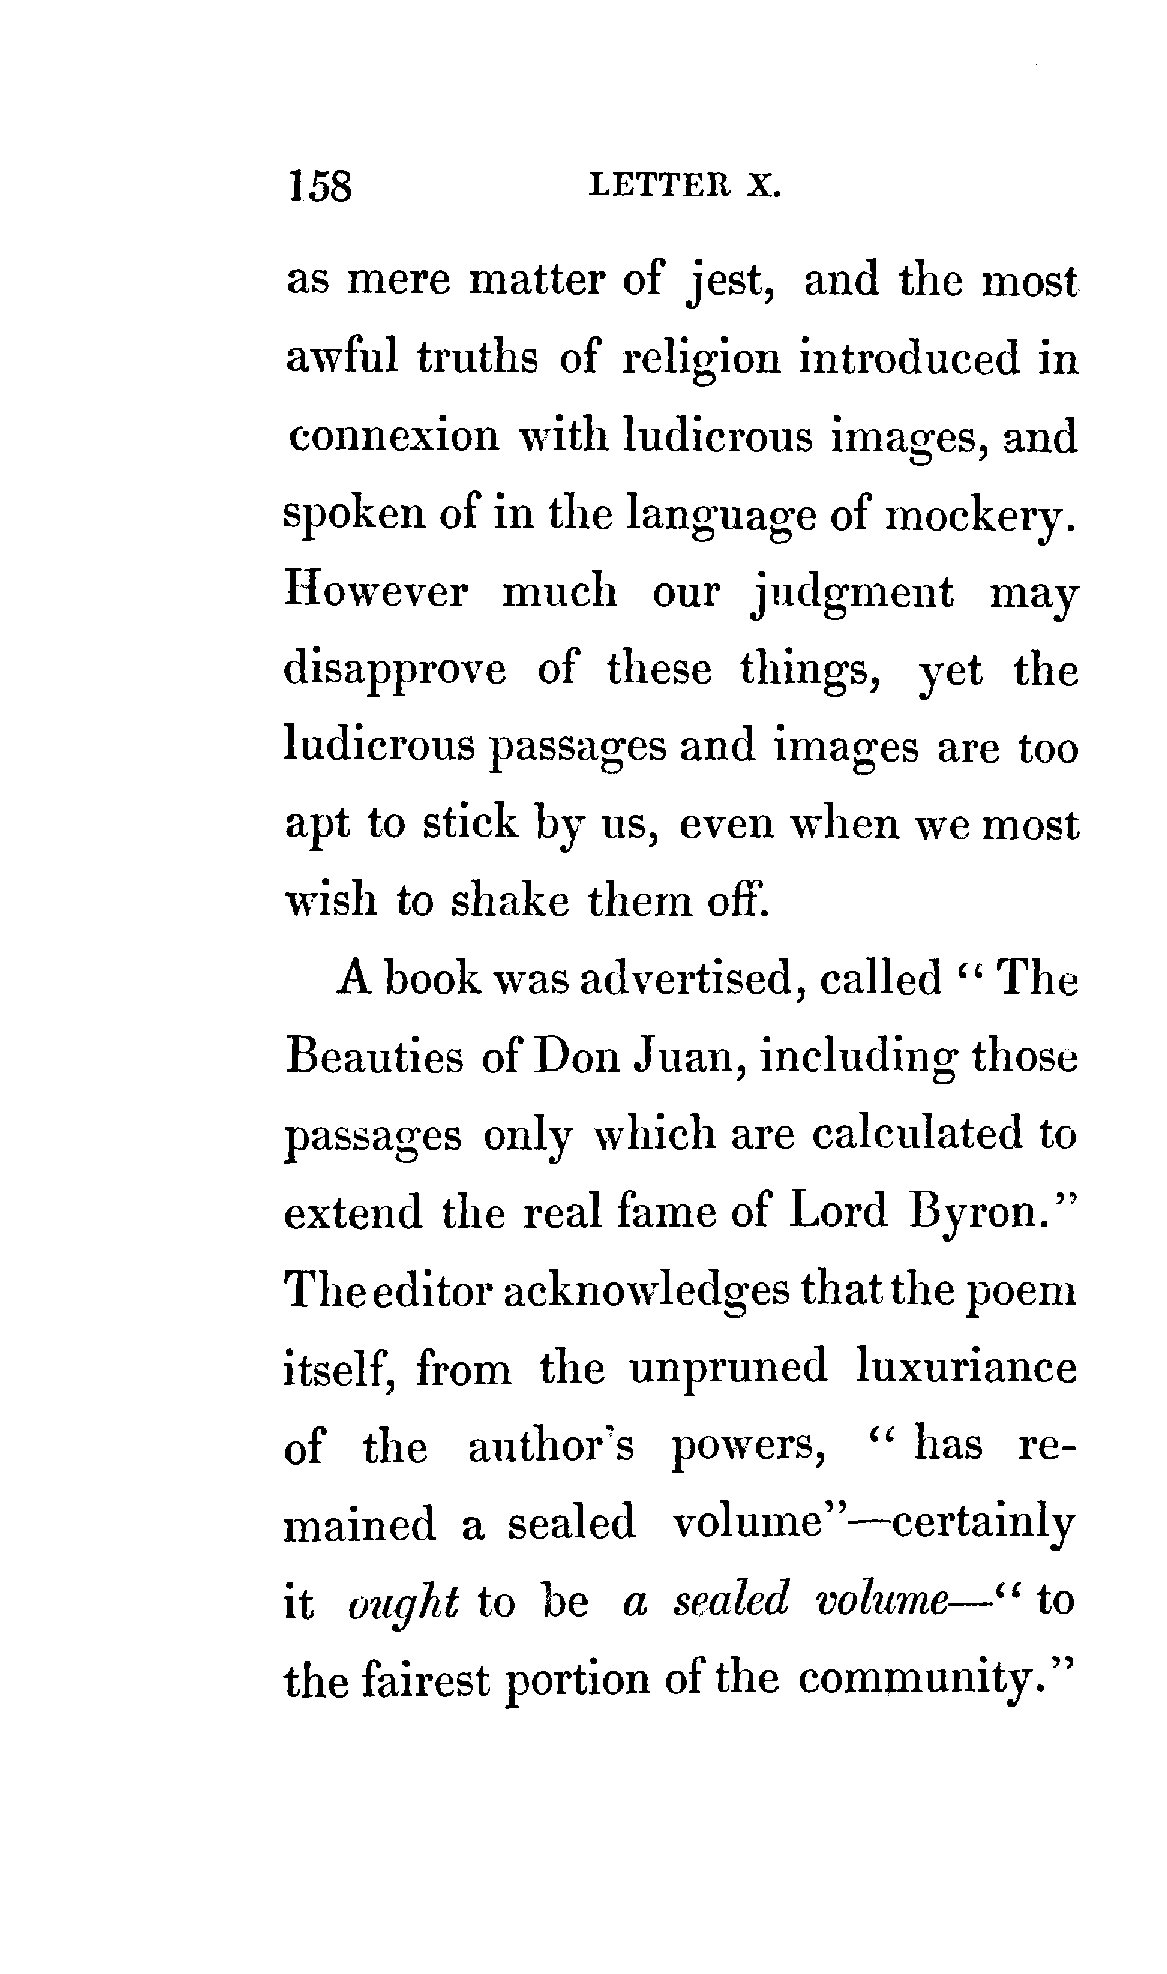 158 LETTER X.
as mere matter of jest, and the most
awful truths of religion introduced in
connexion with ludicrous images, and
spoken of in the language of mockery.
However much our judgment may
disapprove of these things, yet the
ludicrous passages and images are too
apt to stick by us, even when we most
wish to shake them off.
A book was advertised, called “ The
Beauties of Don Juan, including those
passages only which are calculated to
extend the real fame of Lord Byron.”
The editor acknowledges that the poem
itself, from the unpruned luxuriance
of the author's powers, “ has re-
mained a sealed volume”—certainly
it ought to be a sealed volume—“ to
the fairest portion of the community.”